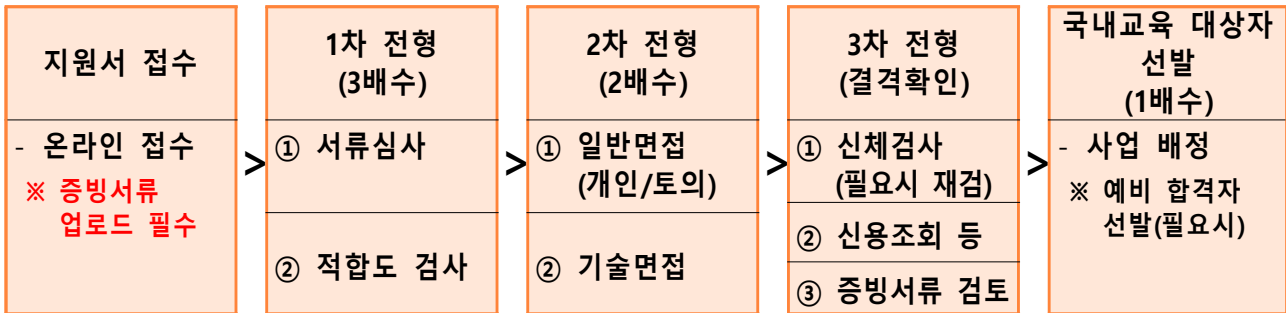 지원서 접수
- 온라인 접수
※ 증빙서류
업로드 필수
>
1차 전형
(3배수)
① 서류심사
② 적합도 검사
>
2차 전형
(2배수)
① 일반면접
(개인/토의)
② 기술면접
>
3차 전형
(결격확인)
① 신체검사
(필요시 재검)
② 신용조회 등
③ 증빙서류 검토
>
국내교육 대상자
선발
(1배수)
- 사업 배정
※ 예비 합격자
선발(필요시)